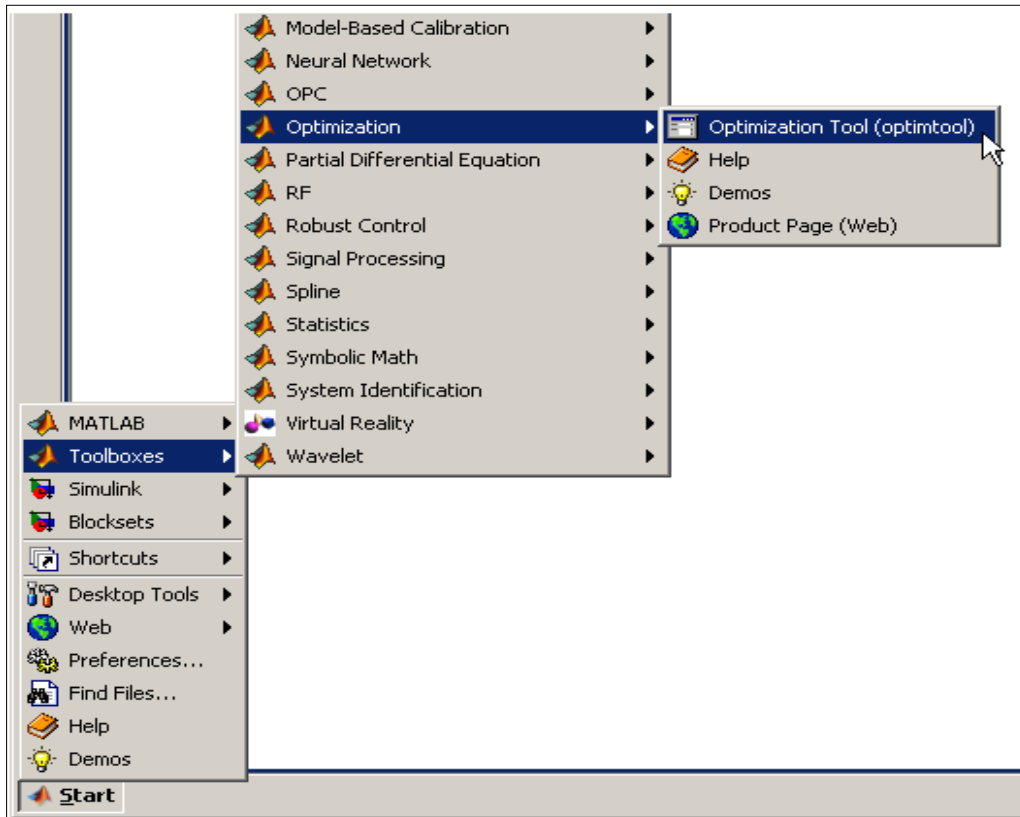 Model-Based Calibration
Neural Network
OPC
Optimization
Partial Differential Equation
RF
Robust Control
Signal Processing
Spline
Statistics
Symbolic Math
System Identification
Virtual Reality
Wavelet
Optimization Tool (optimtool)
Help
Demos
Product Page (Web)
MATLAB
Toolboxes
Simulink
Blocksets
Shortcuts
Desktop Tools
Web
Preferences...
Find Files...
Help
Demos
Start